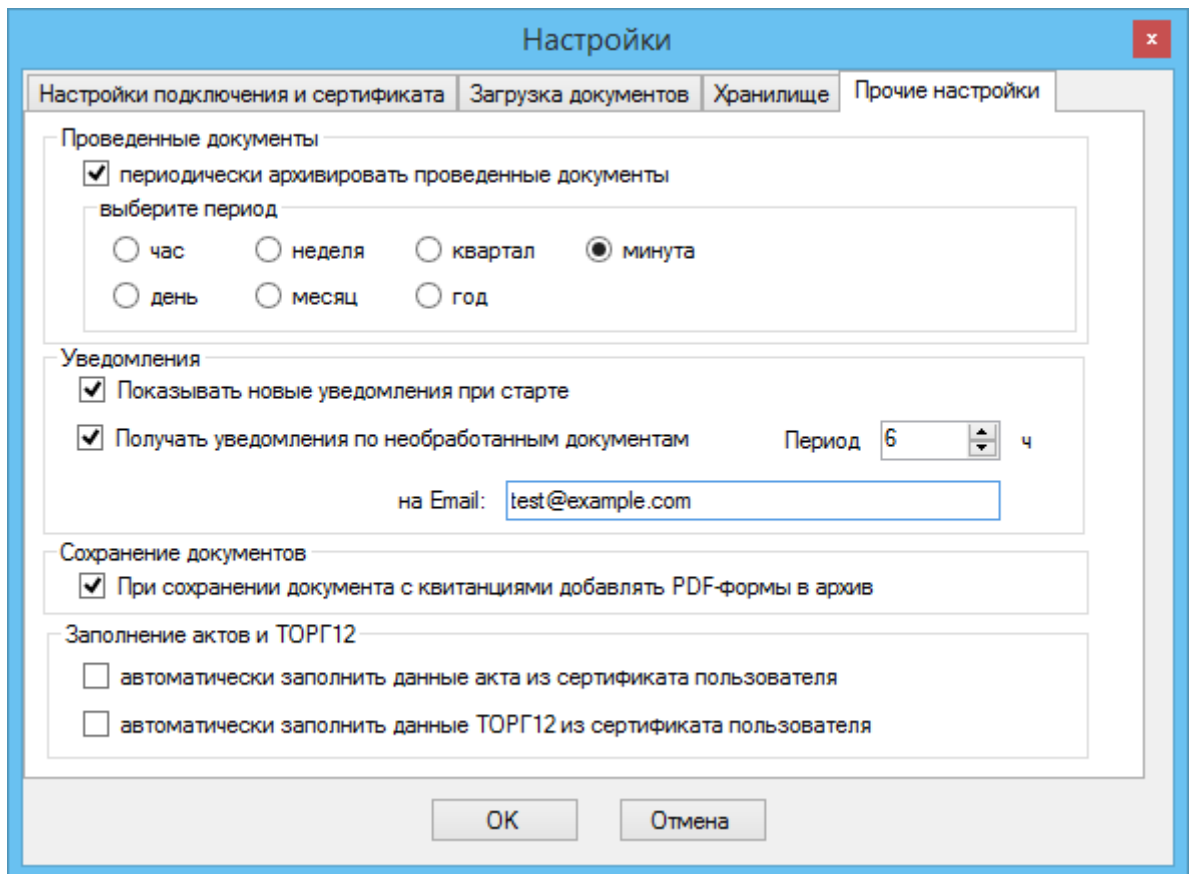 Настройки
x
Настройки подключения и сертификата Загрузка документов Хранилище Прочие настройки
Проведенные документы
периодически архивировать проведенные документы
выберите период
час неделя квартал минута
день месяц год
Уведомления
Показывать новые уведомления при старте
Получать уведомления по необработанным документам Период 6 ч
на Email: test@example.com
Сохранение документов
При сохранении документа с квитанциями добавлять PDF-формы в архив
Заполнение актов и ТОРГ12
автоматически заполнить данные акта из сертификата пользователя
автоматически заполнить данные ТОРГ12 из сертификата пользователя
OK Отмена